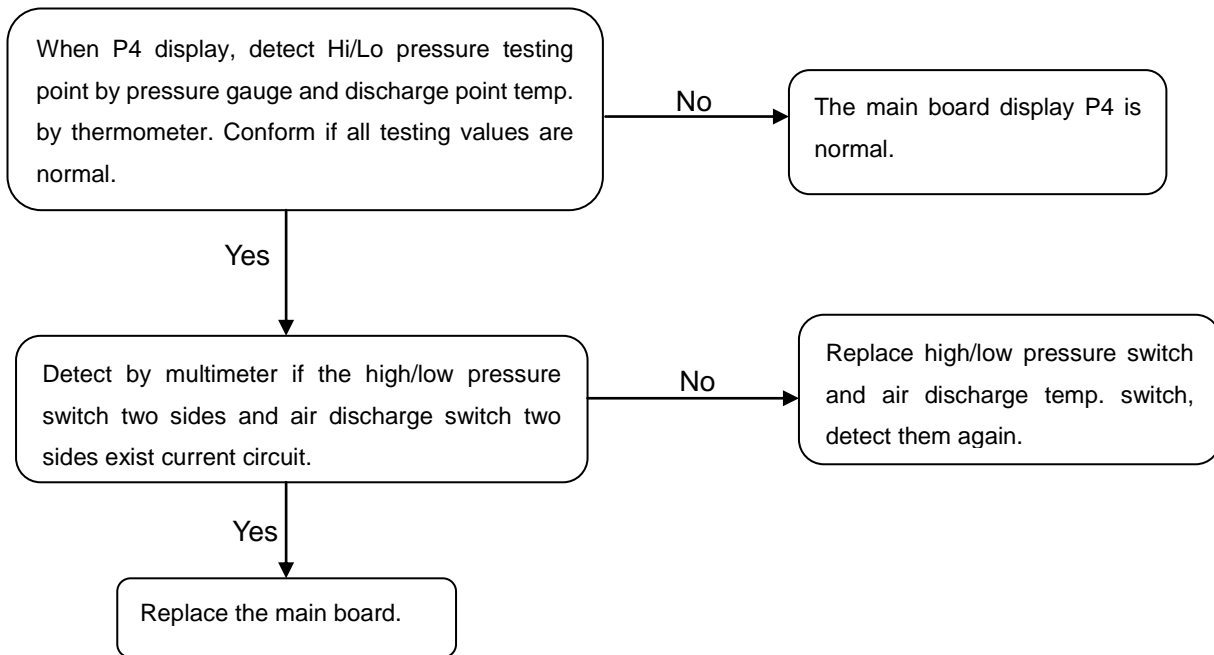 When P4 display, detect Hi/Lo pressure testing
point by pressure gauge and discharge point temp.
by thermometer. Conform if all testing values are
normal.
No
The main board display P4 is
normal.
Yes
Detect by multimeter if the high/low pressure
switch two sides and air discharge switch two
sides exist current circuit.
No
Replace high/low pressure switch
and air discharge temp. switch,
detect them again.
Yes
Replace the main board.